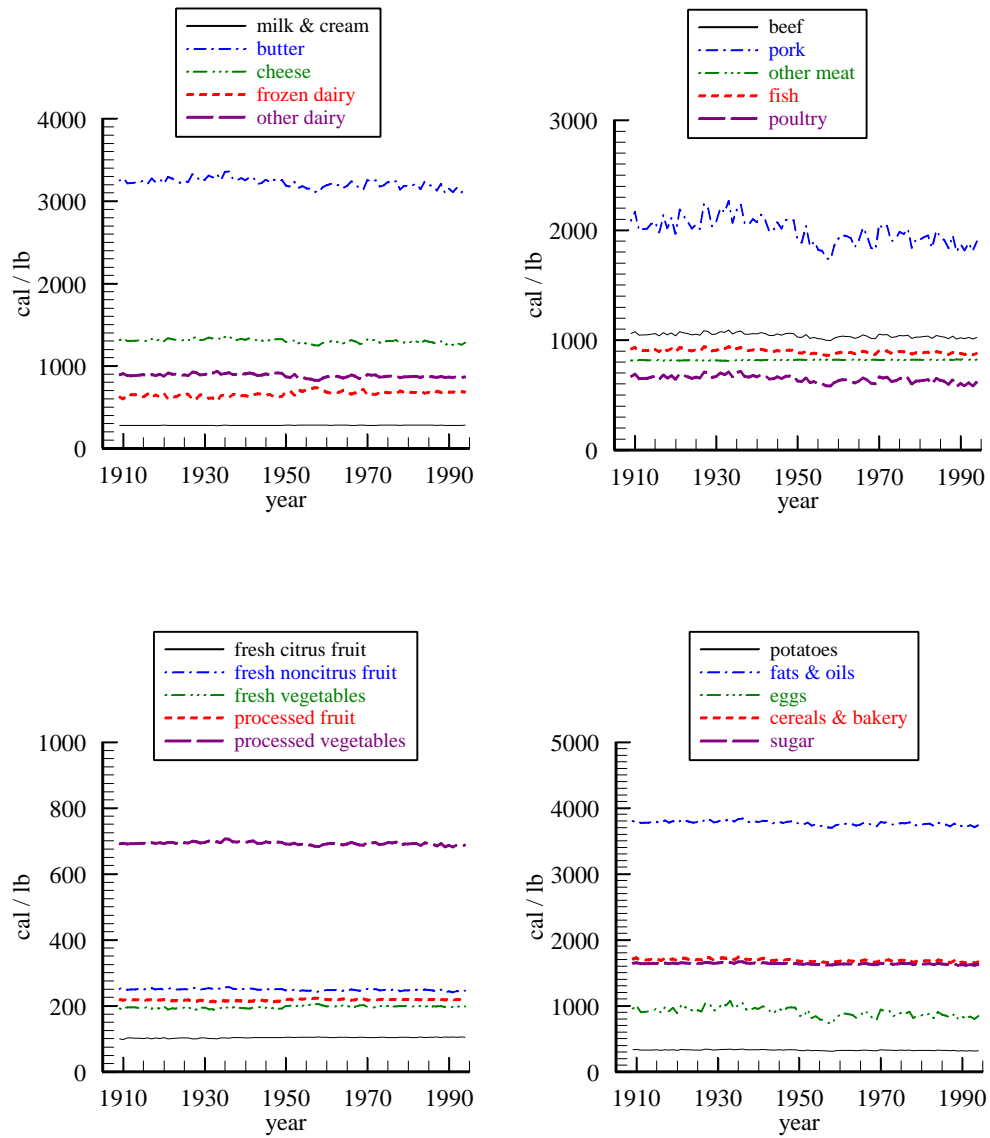 milk & cream
butter
cheese
frozen dairy
other dairy
4000
3000
2000
1000
0
cal / lb
1910 1930 1950 1970 1990
year
beef
pork
other meat
fish
poultry
3000
2000
1000
0
cal / lb
1910 1930 1950 1970 1990
year
fresh citrus fruit
fresh noncitrus fruit
fresh vegetables
processed fruit
processed vegetables
1000
800
600
400
200
0
cal / lb
1910 1930 1950 1970 1990
year
potatoes
fats & oils
eggs
cereals & bakery
sugar
5000
4000
3000
2000
1000
0
cal / lb
1910 1930 1950 1970 1990
year